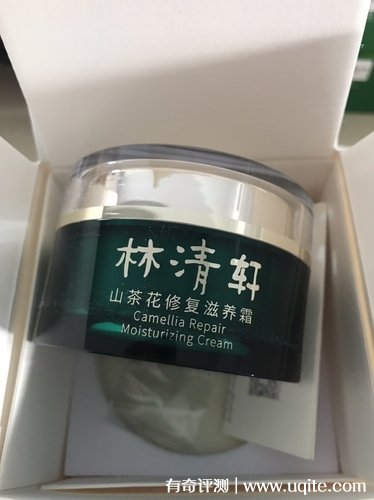 林清轩
山茶花修复滋养霜
Camellia Repair
Moisturizing Cream
有奇评测 | www.uqite.com